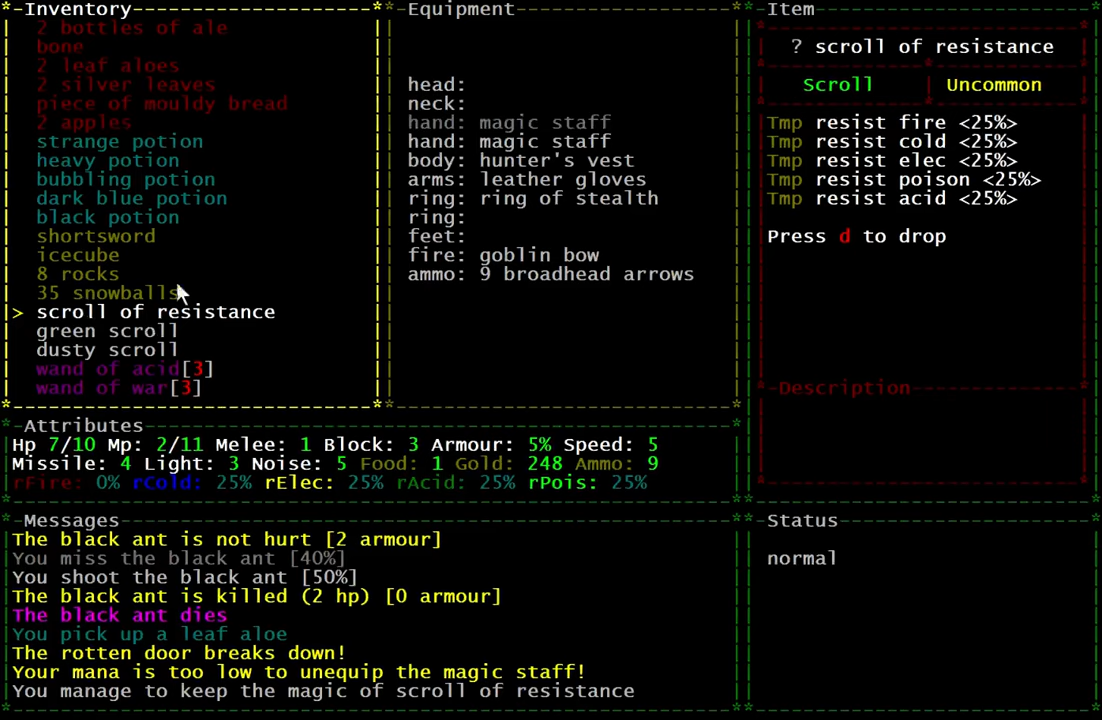 Inventory
2 bottles of ale
bone
2 leaf aloes
2 silver leaves
piece of mouldy bread
2 apples
strange potion
heavy potion
bubbling potion
dark blue potion
black potion
shortsword
icecube
8 rocks
35 snowballs
> scroll of resistance
green scroll
dusty scroll
wand of acid[3]
wand of war[3]
Equipment
head:
neck:
hand: magic staff
hand: magic staff
body: hunter's vest
arms: leather gloves
ring: ring of stealth
ring:
feet:
fire: goblin bow
ammo: 9 broadhead arrows
Item
? scroll of resistance
Scroll | Uncommon
Tmp resist fire <25%>
Tmp resist cold <25%>
Tmp resist elec <25%>
Tmp resist poison <25%>
Tmp resist acid <25%>
Press d to drop
Description
Attributes
Hp 7/10 Mp: 2/11 Melee: 1 Block: 3 Armour: 5% Speed: 5
Missile: 4 Light: 3 Noise: 5 Food: 1 Gold: 248 Ammo: 9
rFire: 0% rCold: 25% rElec: 25% rAcid: 25% rPois: 25%
Messages
The black ant is not hurt [2 armour]
You miss the black ant [40%]
You shoot the black ant [50%]
The black ant is killed (2 hp) [0 armour]
The black ant dies
You pick up a leaf aloe
The rotten door breaks down!
Your mana is too low to unequip the magic staff!
You manage to keep the magic of scroll of resistance
Status
normal